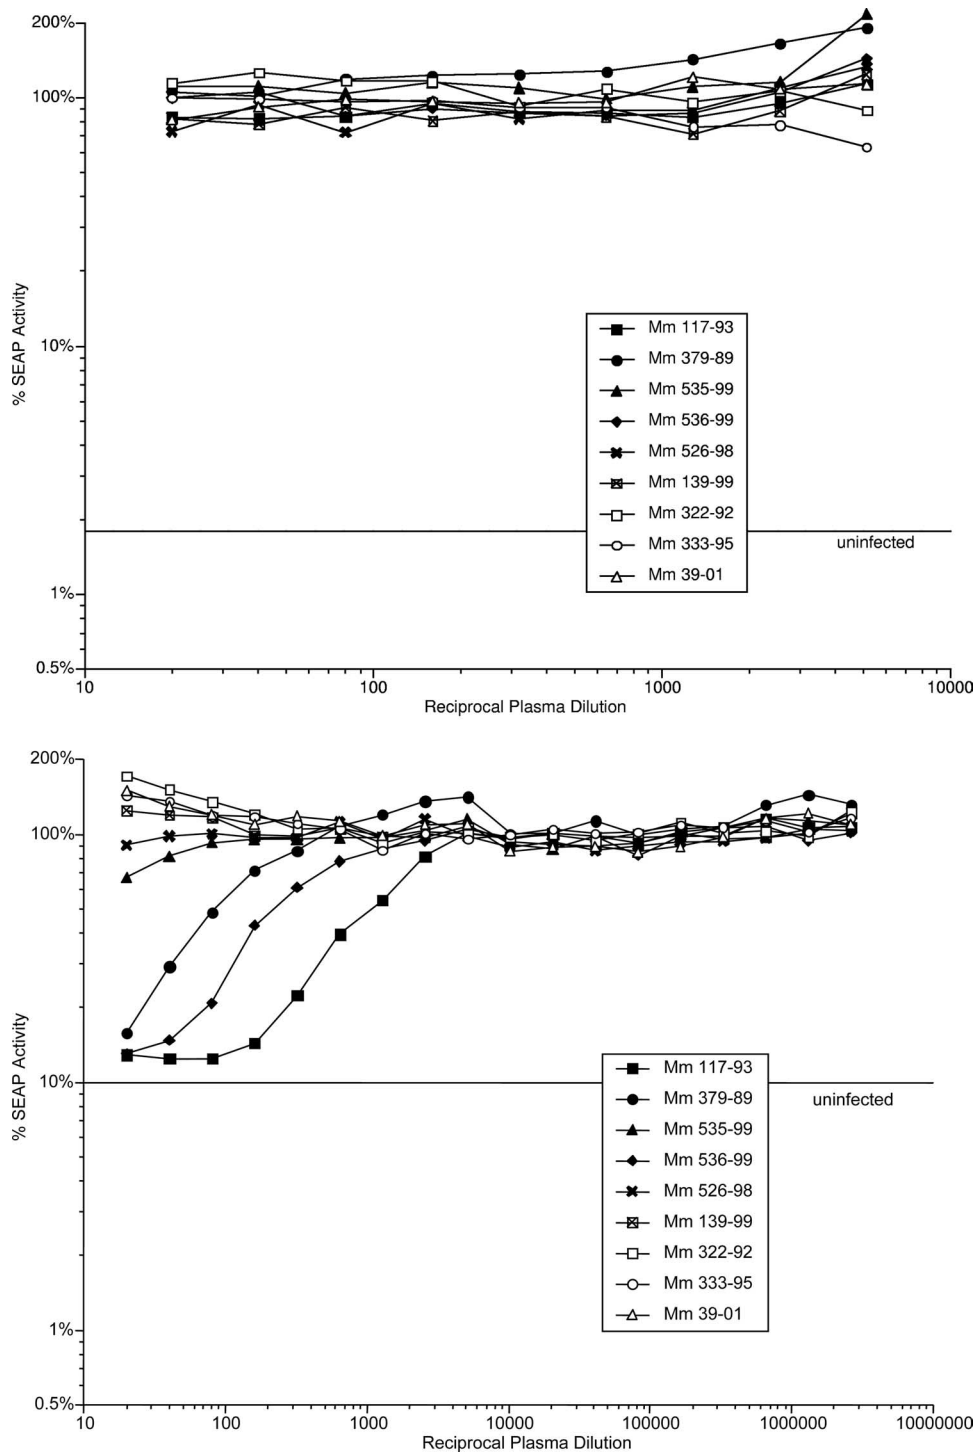 200%
100%
10%
1%
0.5%
% SEAP Activity
Mm 117-93
Mm 379-89
Mm 535-99
Mm 536-99
Mm 526-98
Mm 139-99
Mm 322-92
Mm 333-95
Mm 39-01
uninfected
10 100 1000 10000
Reciprocal Plasma Dilution
200%
100%
10%
1%
0.5%
% SEAP Activity
Mm 117-93
Mm 379-89
Mm 535-99
Mm 536-99
Mm 526-98
Mm 139-99
Mm 322-92
Mm 333-95
Mm 39-01
uninfected
10 100 1000 10000 100000 1000000 10000000
Reciprocal Plasma Dilution